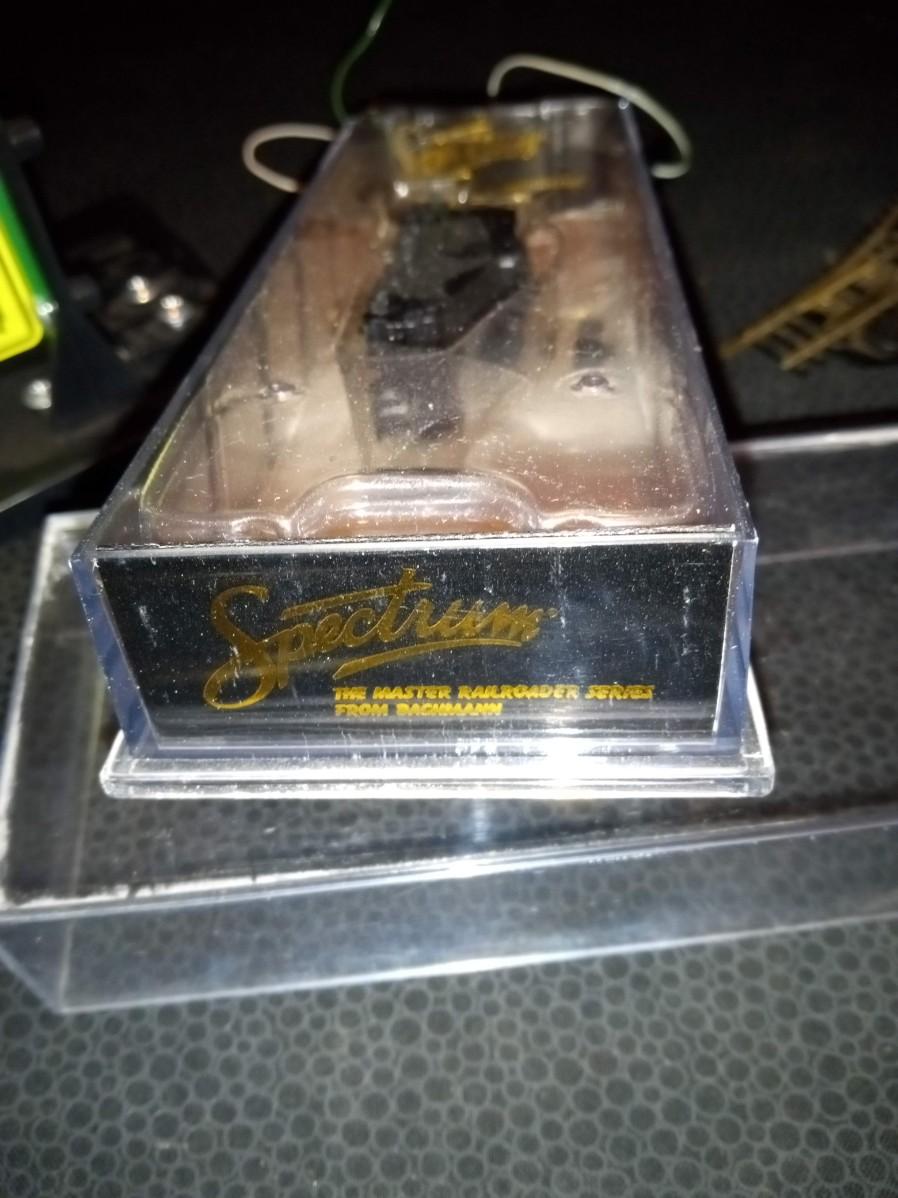 Spectrum
THE MASTER RAILROADER SERIES
FROM BACHMANN